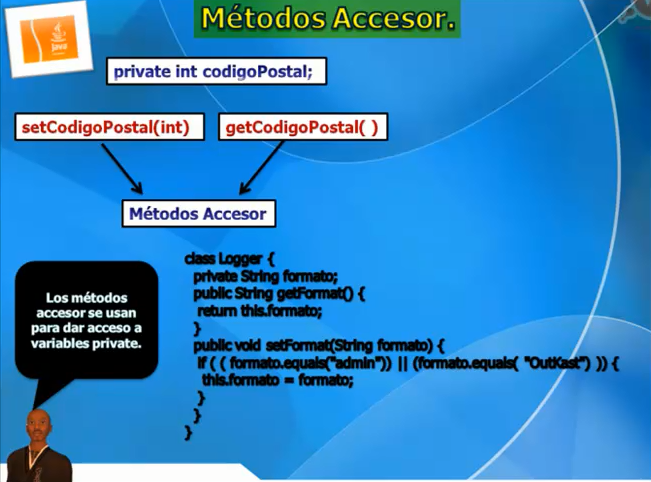 Métodos Accesor.
Java
private int codigoPostal;
setCodigoPostal(int)
getCodigoPostal( )
Métodos Accesor
class Logger {
private String formato;
public String getFormat() {
return this.formato;
}
public void setFormat(String formato) {
if ( ( formato.equals("admin")) || (formato.equals( "OutKast") )) {
this.formato = formato;
}
}
}
Los métodos
accesor se usan
para dar acceso a
variables private.